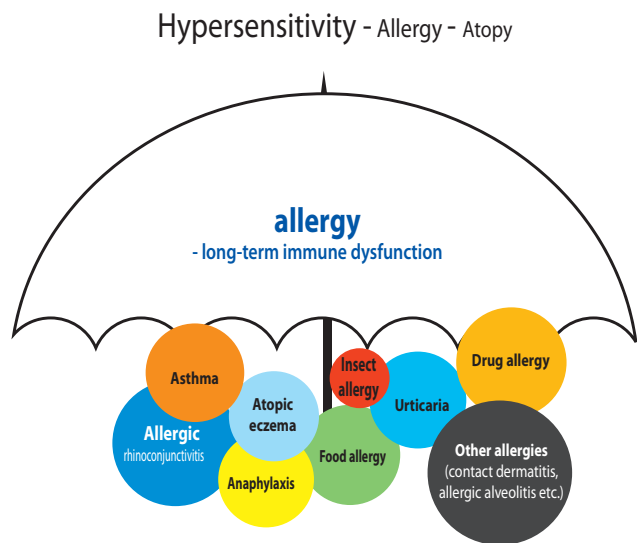 Hypersensitivity - Allergy - Atopy
allergy
- long-term immune dysfunction
Asthma
Allergic
rhinoconjunctivitis
Atopic
eczema
Anaphylaxis
Insect
allergy
Food allergy
Urticaria
Drug allergy
Other allergies
(contact dermatitis,
allergic alveolitis etc.)